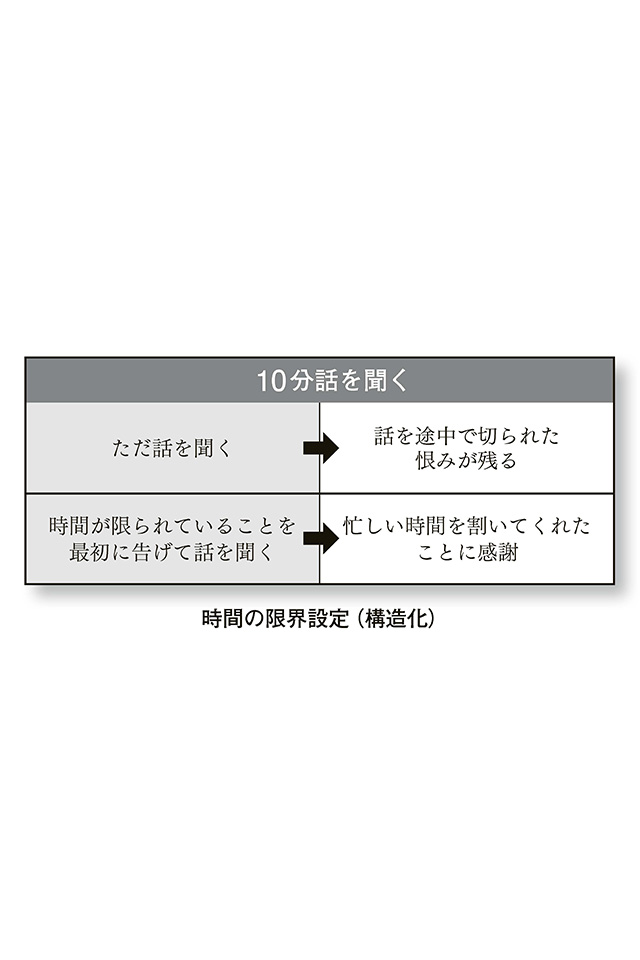 10分話を聞く
ただ話を聞く
話を途中で切られた
恨みが残る
時間が限られていることを
最初に告げて話を聞く
忙しい時間を割いてくれた
ことに感謝
時間の限界設定（構造化）